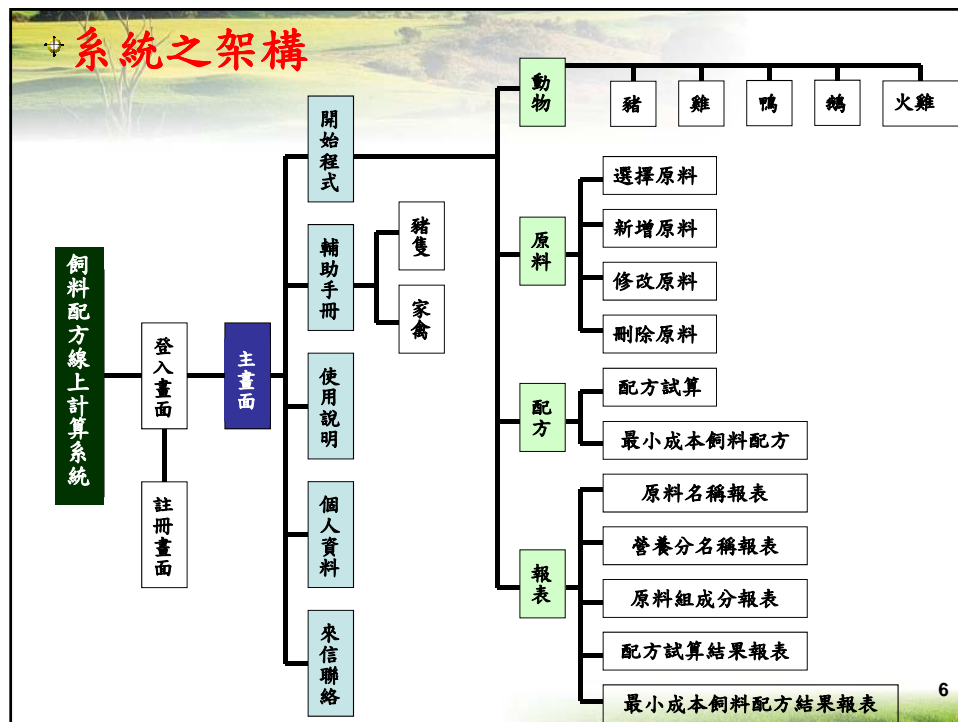 系統之架構
飼料配方線上計算系統
登入畫面
註冊畫面
主畫面
開始程式
輔助手冊
豬隻
家禽
使用說明
個人資料
來信聯絡
動物
豬
雞
鴨
鵝
火雞
原料
選擇原料
新增原料
修改原料
刪除原料
配方
配方試算
最小成本飼料配方
報表
原料名稱報表
營養分名稱報表
原料組成分報表
配方試算結果報表
最小成本飼料配方結果報表
6